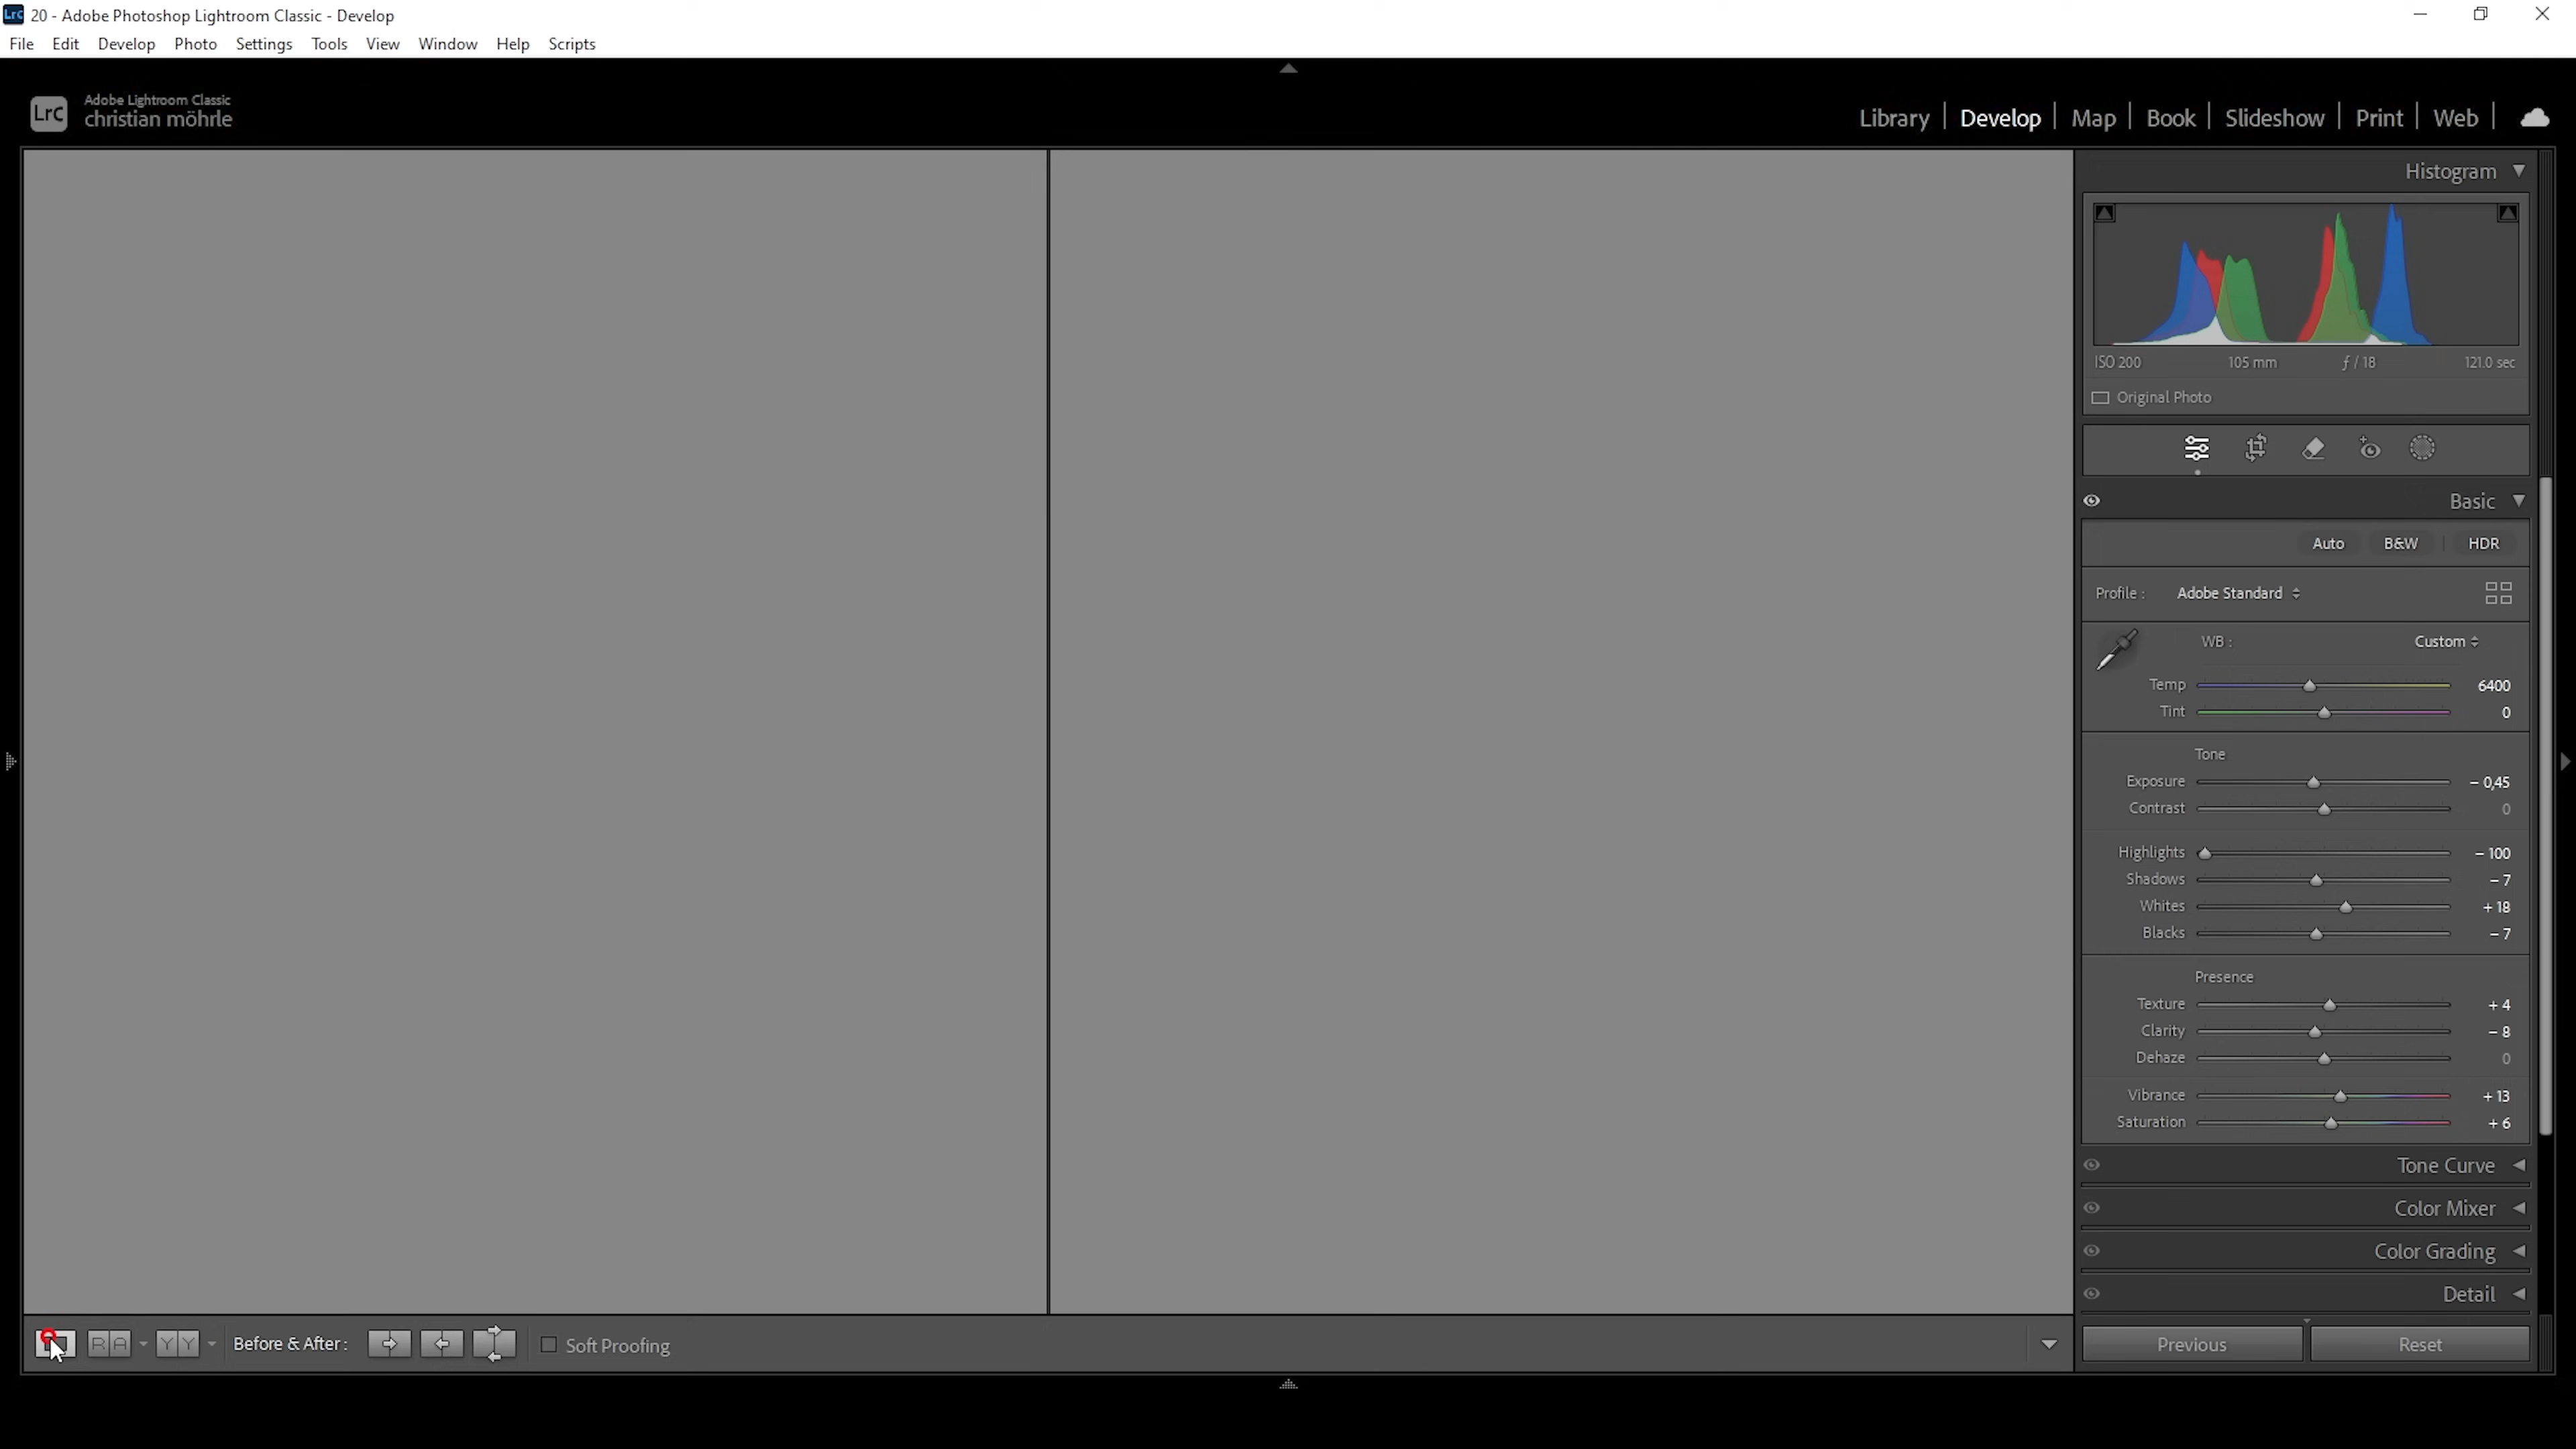 Lrc 20 - Adobe Photoshop Lightroom Classic - Develop
File Edit Develop Photo Settings Tools View Window Help Scripts
Lrc Adobe Lightroom Classic
christian möhrle
Library | Develop | Map | Book | Slideshow | Print | Web |
Histogram
ISO 200 105 mm ƒ / 18 121.0 sec
Original Photo
Basic
Auto B&W HDR
Profile : Adobe Standard
WB : Custom
Temp 6400
Tint 0
Tone
Exposure - 0,45
Contrast 0
Highlights - 100
Shadows - 7
Whites + 18
Blacks - 7
Presence
Texture + 4
Clarity - 8
Dehaze 0
Vibrance + 13
Saturation + 6
Tone Curve
Color Mixer
Color Grading
Detail
R A Y Y Before & After : Soft Proofing
Previous Reset